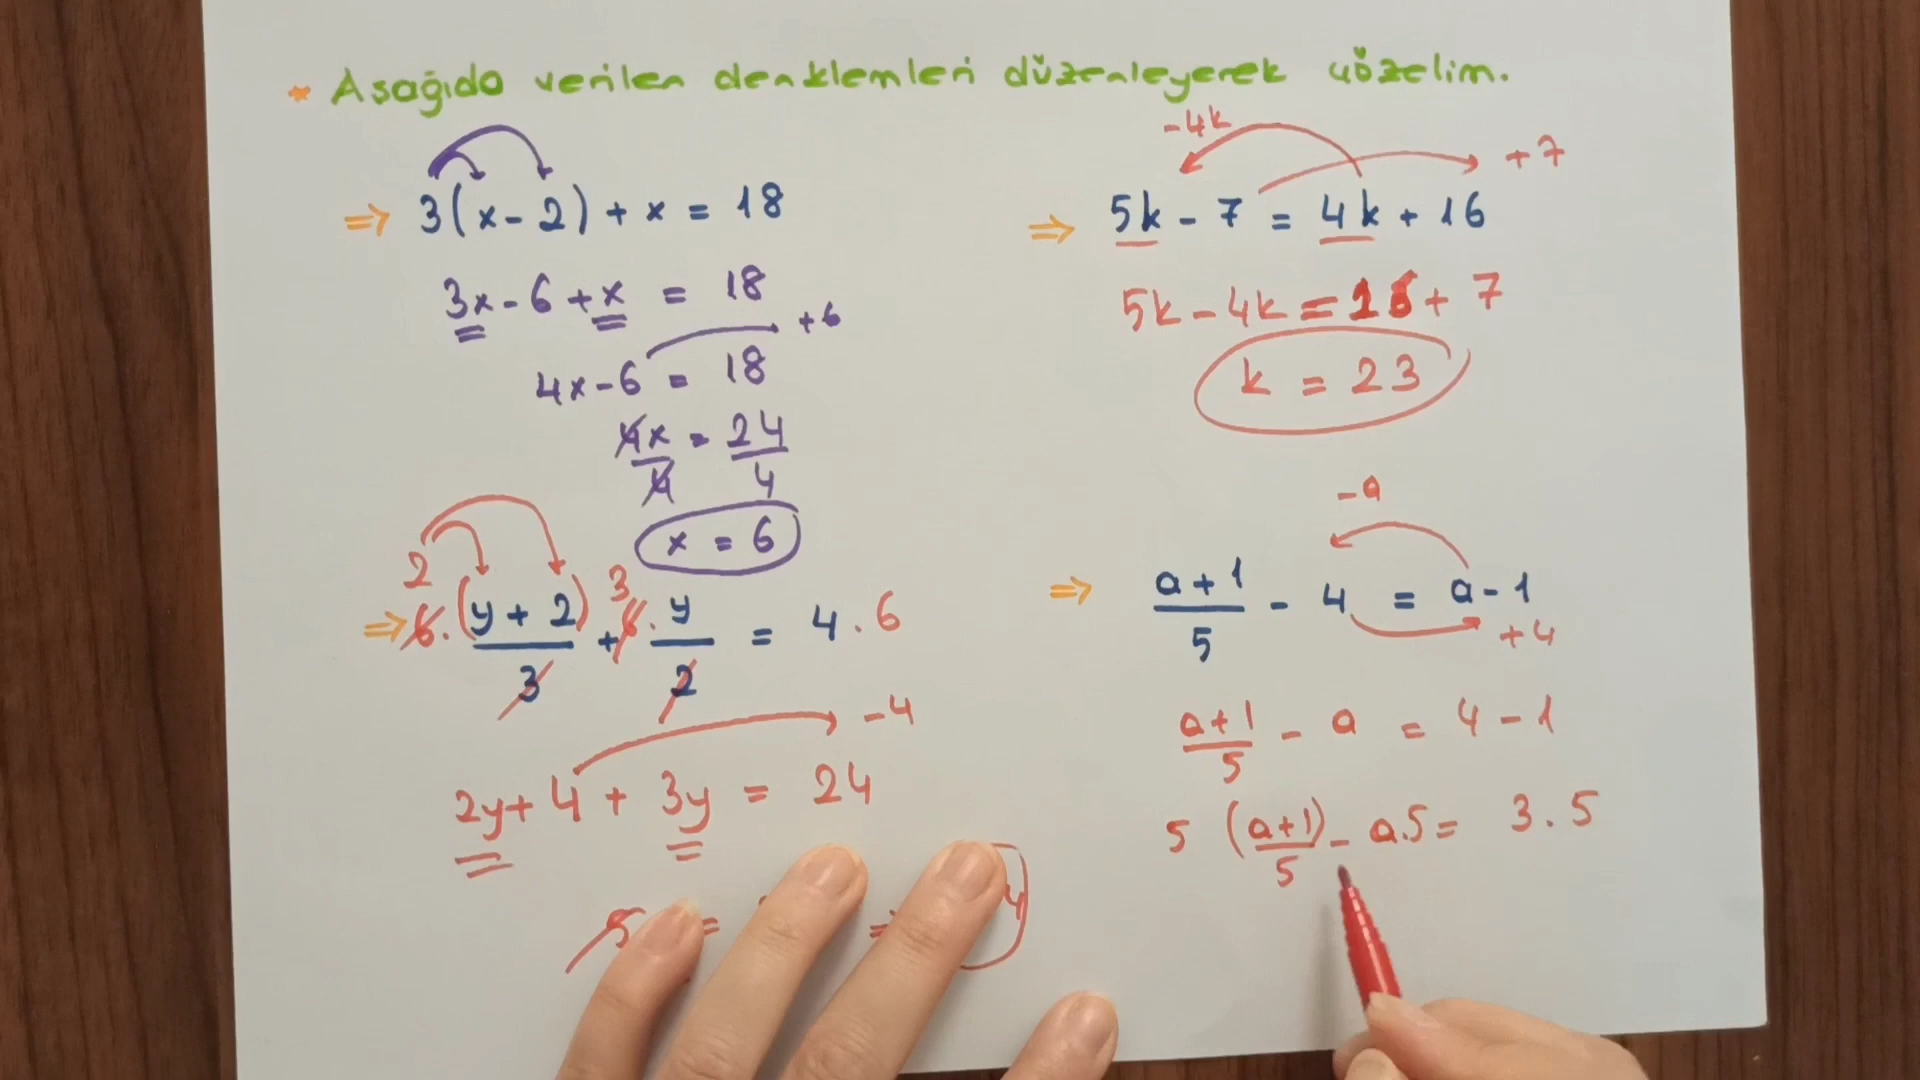 * Aşağıda verilen denklemleri düzenleyerek çözelim.
⇒ 3(x-2) + x = 18
3x - 6 + x = 18
+6
4x - 6 = 18
4x/4 = 24/4
x = 6
-4k
+7
⇒ 5k - 7 = 4k + 16
5k - 4k = 16 + 7
k = 23
2 3
⇒ 6.(y+2)/3 + 6.y/2 = 4.6
-4
2y + 4 + 3y = 24
5 = =
-a
⇒ a+1/5 - 4 = a-1
+4
a+1/5 - a = 4 - 1
5 (a+1)/5 - a.5 = 3.5